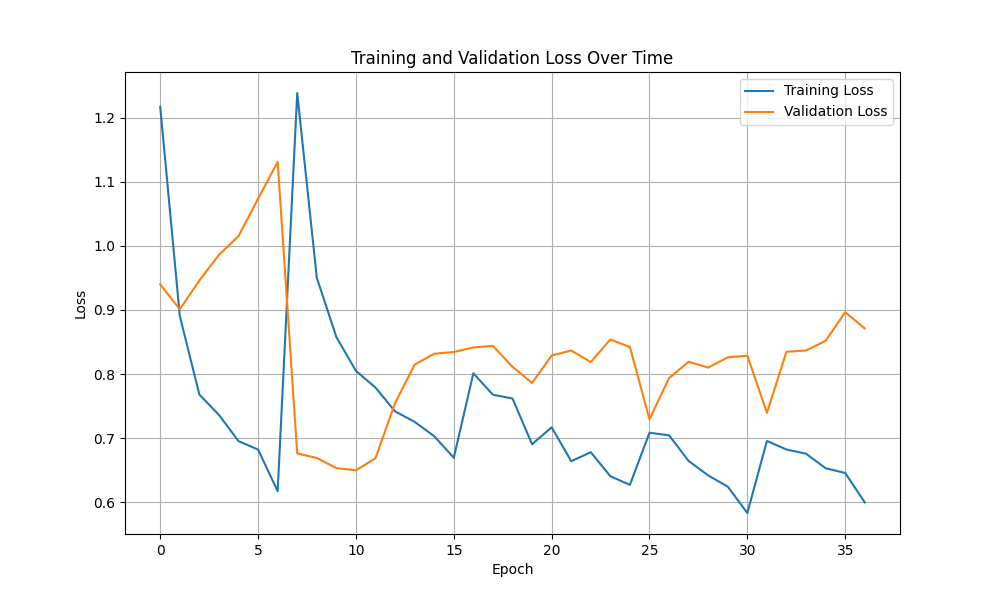 Training and Validation Loss Over Time
Training Loss
Validation Loss
1.2
1.1
1.0
0.9
0.8
0.7
0.6
Loss
0 5 10 15 20 25 30 35
Epoch